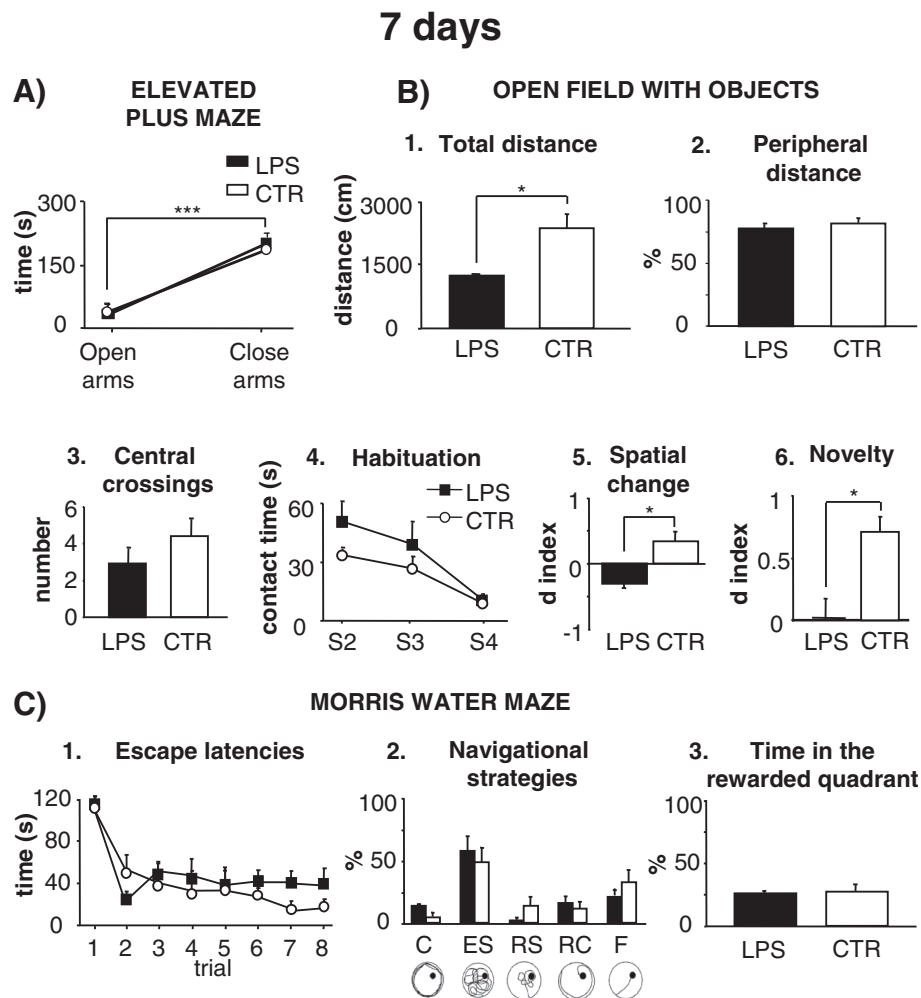 7 days
A) ELEVATED
PLUS MAZE
LPS
CTR
time (s)
300
150
0
***
Open
arms
Close
arms
B) OPEN FIELD WITH OBJECTS
1. Total distance
distance (cm)
3000
1500
0
*
LPS CTR
2. Peripheral
distance
%
100
50
0
LPS CTR
3. Central
crossings
number
6
4
2
0
LPS CTR
4. Habituation
LPS
CTR
contact time (s)
60
30
0
S2 S3 S4
5. Spatial
change
d index
1
0
-1
*
LPS CTR
6. Novelty
d index
1
0.5
0
*
LPS CTR
C) MORRIS WATER MAZE
1. Escape latencies
time (s)
120
80
40
0
1 2 3 4 5 6 7 8
trial
2. Navigational
strategies
%
100
50
0
C ES RS RC F
3. Time in the
rewarded quadrant
%
100
50
0
LPS CTR